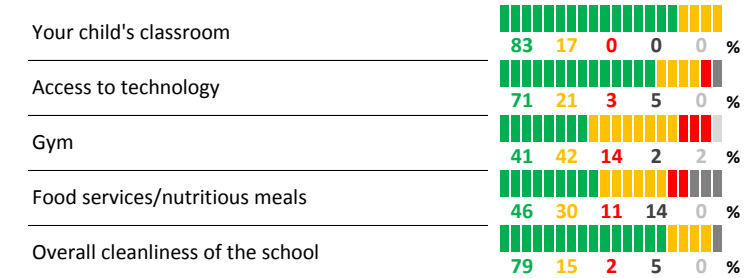 Your child's classroom
83 17 0 0 0 %
Access to technology
71 21 3 5 0 %
Gym
41 42 14 2 2 %
Food services/nutritious meals
46 30 11 14 0 %
Overall cleanliness of the school
79 15 2 5 0 %